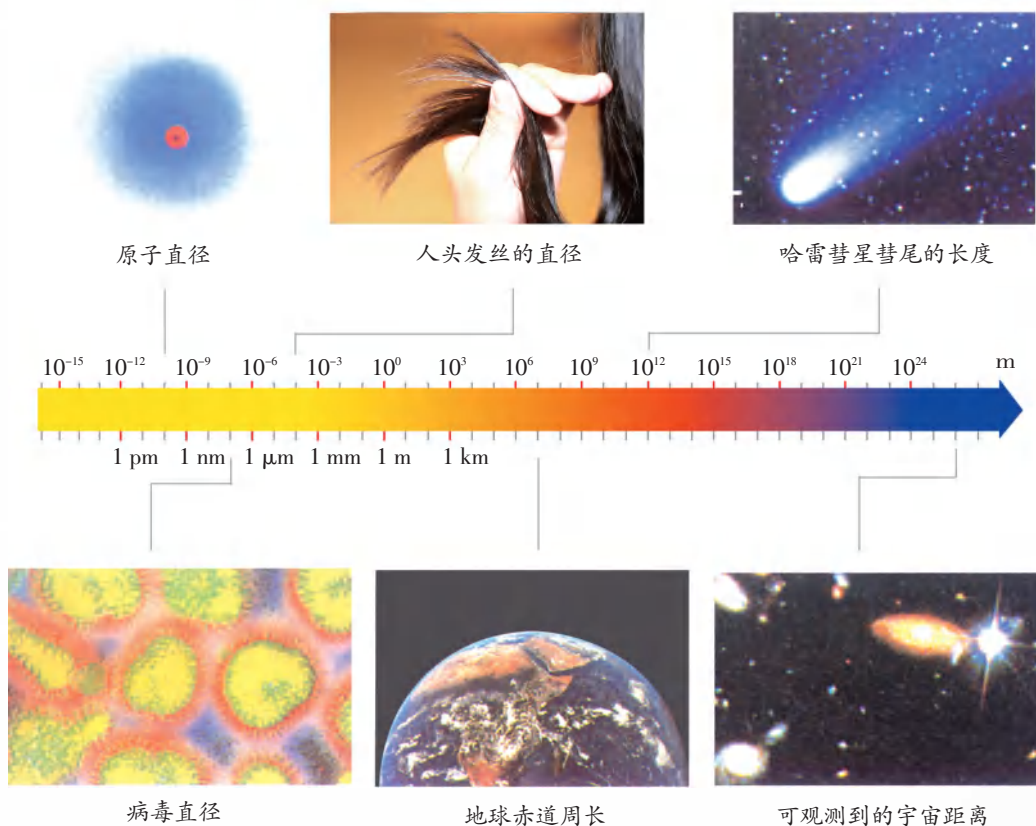 原子直径
人头发丝的直径
哈雷彗星彗尾的长度
10⁻¹⁵ 10⁻¹² 10⁻⁹ 10⁻⁶ 10⁻³ 10⁰ 10³ 10⁶ 10⁹ 10¹² 10¹⁵ 10¹⁸ 10²¹ 10²⁴ m
1 pm 1 nm 1 μm 1 mm 1 m 1 km
病毒直径
地球赤道周长
可观测到的宇宙距离